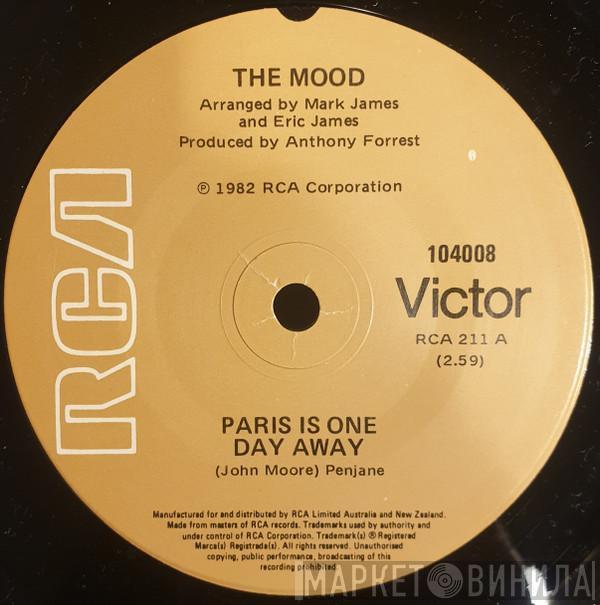 THE MOOD
Arranged by Mark James
and Eric James
Produced by Anthony Forrest
℗ 1982 RCA Corporation
RCA
104008
Victor
RCA 211 A
(2.59)
PARIS IS ONE
DAY AWAY
(John Moore) Penjane
Manufactured for and distributed by RCA Limited Australia and New Zealand.
Made from masters of RCA records. Trademarks used by authority and
under control of RCA Corporation. Trademark(s) ® Registered
Marca(s) Registrada(s). All rights reserved. Unauthorised
copying, public performance, broadcasting of this
recording prohibited
МАРКЕТ ВИНИЛА